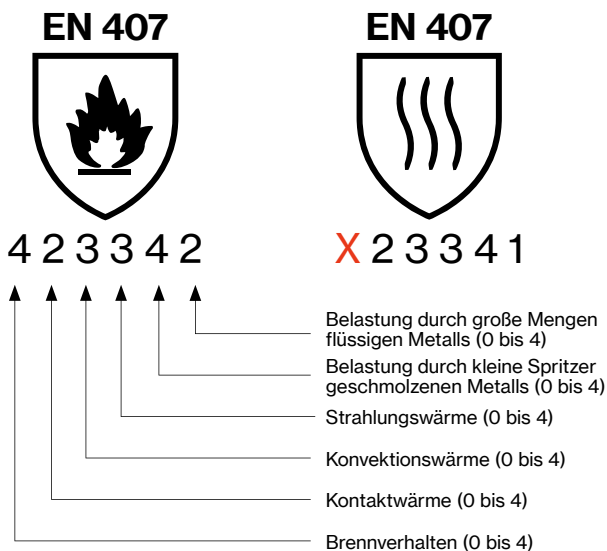 EN 407
EN 407
4 2 3 3 4 2
X 2 3 3 4 1
Belastung durch große Mengen
flüssigen Metalls (0 bis 4)
Belastung durch kleine Spritzer
geschmolzenen Metalls (0 bis 4)
Strahlungswärme (0 bis 4)
Konvektionswärme (0 bis 4)
Kontaktwärme (0 bis 4)
Brennverhalten (0 bis 4)